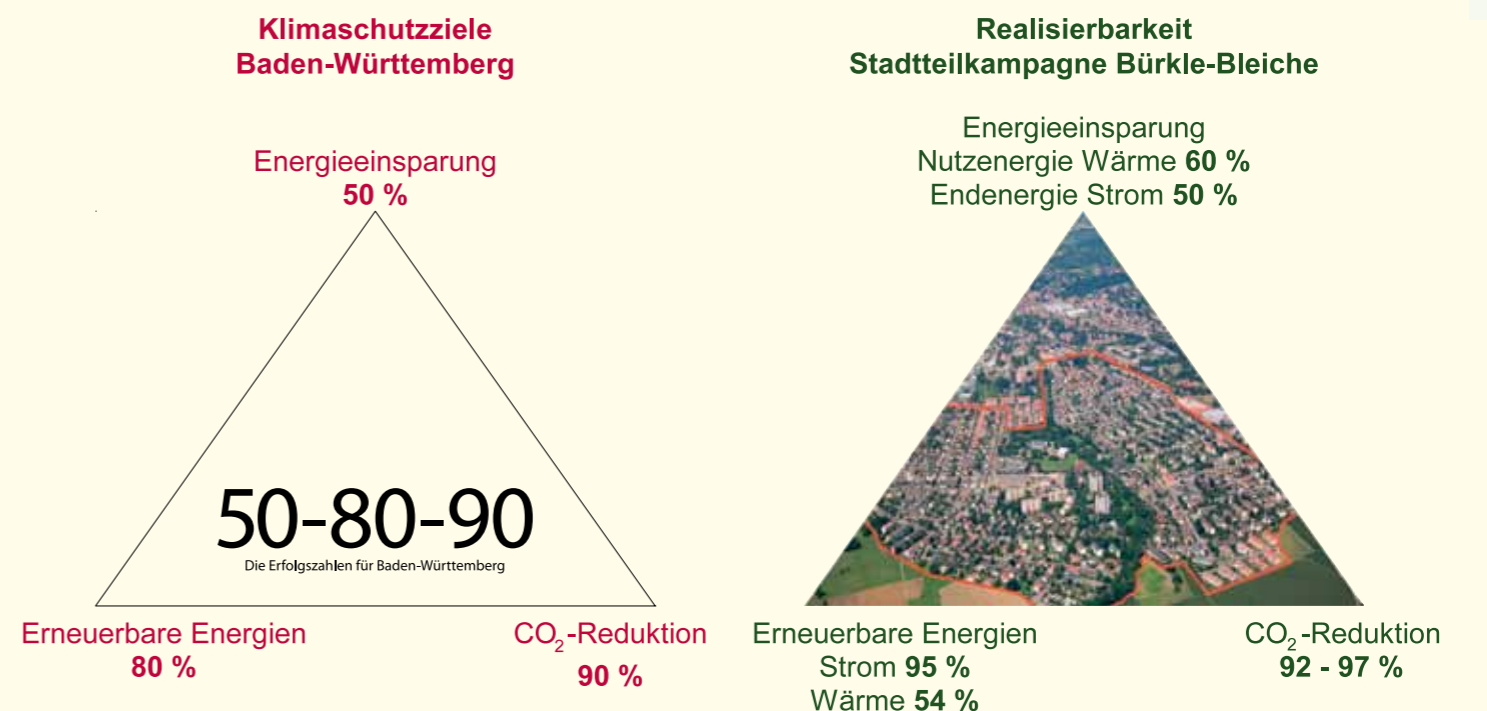 Klimaschutzziele
Baden-Württemberg
Energieeinsparung
50 %
50-80-90
Die Erfolgszahlen für Baden-Württemberg
Erneuerbare Energien
80 %
CO₂-Reduktion
90 %
Realisierbarkeit
Stadtteilkampagne Bürkle-Bleiche
Energieeinsparung
Nutzenergie Wärme 60 %
Endenergie Strom 50 %
Erneuerbare Energien
Strom 95 %
Wärme 54 %
CO₂-Reduktion
92 - 97 %